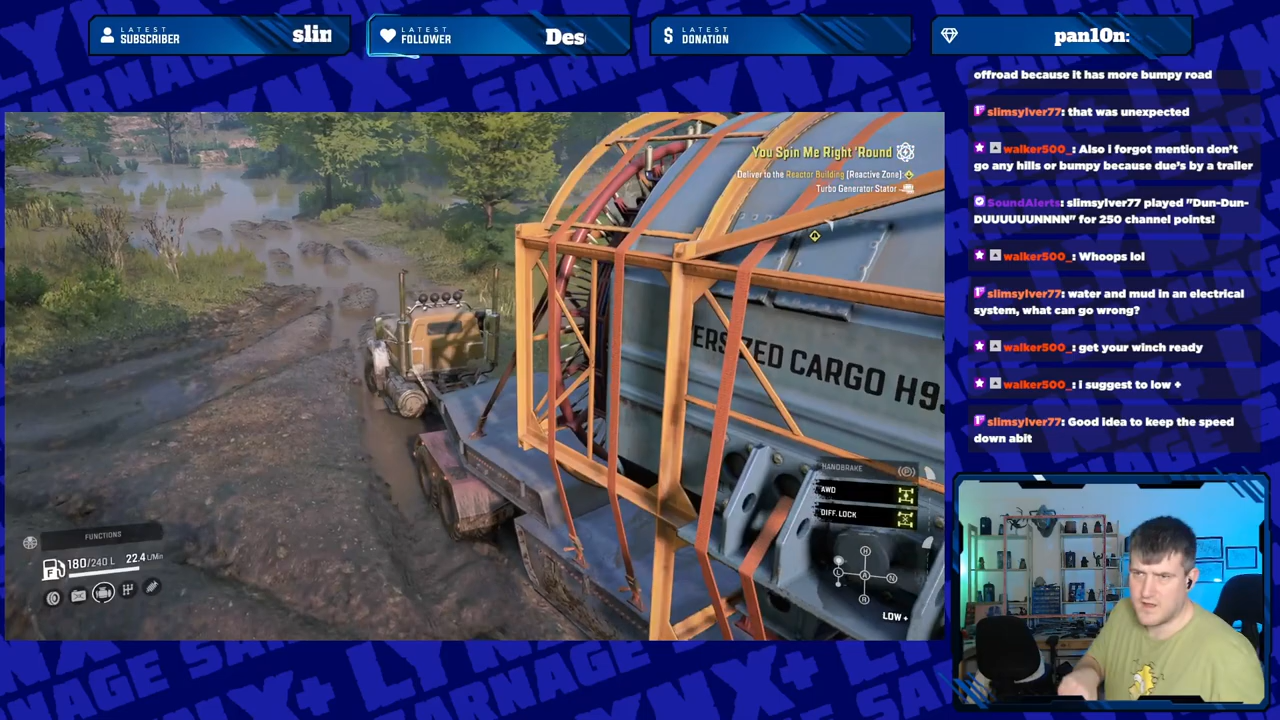 LATEST
SUBSCRIBER
slim
LATEST
FOLLOWER
Des
LATEST
DONATION
pan10n:
LYNX+
CARNAGE
offroad because it has more bumpy road
slimsylver77: that was unexpected
walker500_: Also i forgot mention don't
go any hills or bumpy because due's by a trailer
SoundAlerts: slimsylver77 played "Dun-Dun-
DUUUUUUNNNN" for 250 channel points!
walker500_: Whoops lol
slimsylver77: water and mud in an electrical
system, what can go wrong?
walker500_: get your winch ready
walker500_: i suggest to low +
slimsylver77: Good idea to keep the speed
down abit
You Spin Me Right 'Round
Deliver to the Reactor Building (Reactive Zone):
Turbo Generator Stator
ERSIZED CARGO H9
HANDBRAKE (P)
AWD
DIFF. LOCK
H
L A N
R
LOW +
FUNCTIONS
F 180/240 L 22.4 L/Min